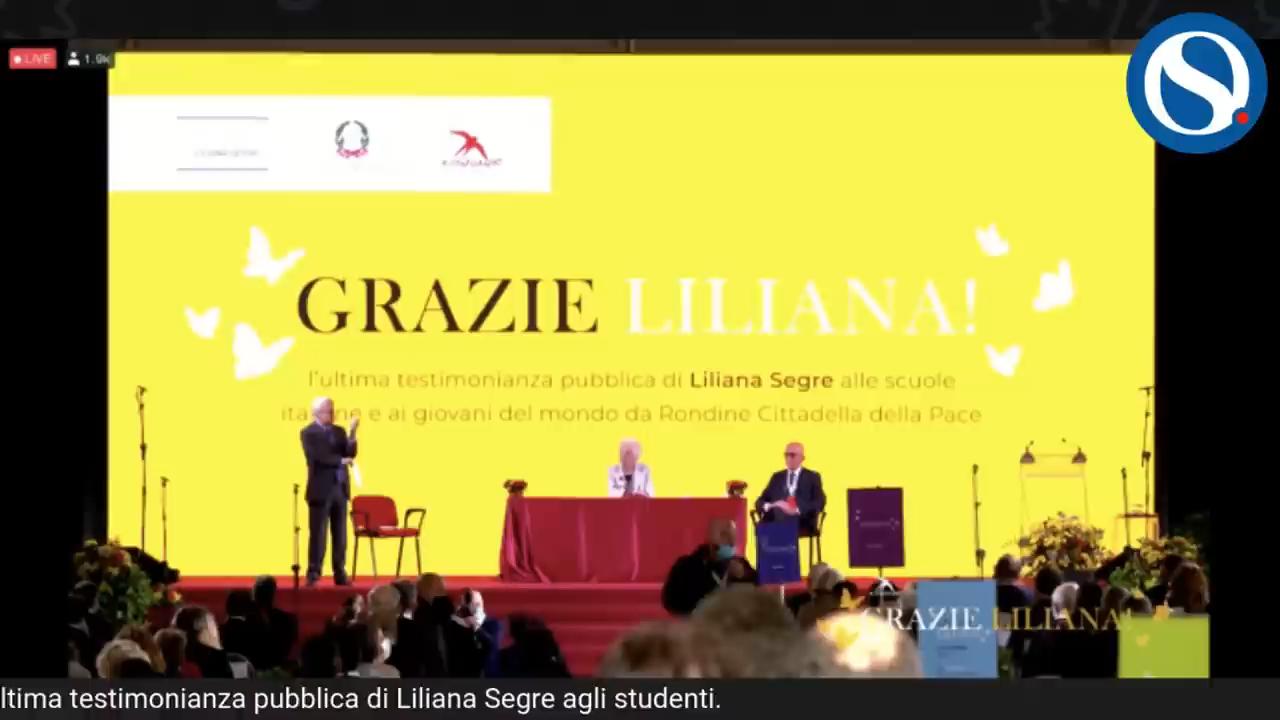 LIVE
GRAZIE LILIANA!
l'ultima testimonianza pubblica di Liliana Segre alle scuole
e ai giovani del mondo da Rondine Cittadella della Pace
GRAZIE LILIANA!
ltima testimonianza pubblica di Liliana Segre agli studenti.